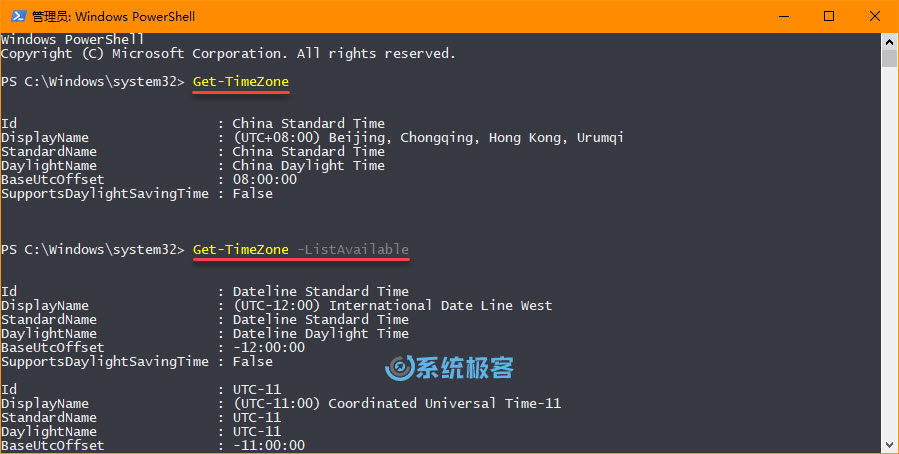 管理员: Windows PowerShell
Windows PowerShell
Copyright (C) Microsoft Corporation. All rights reserved.
PS C:\Windows\system32> Get-TimeZone
Id                         : China Standard Time
DisplayName                : (UTC+08:00) Beijing, Chongqing, Hong Kong, Urumqi
StandardName               : China Standard Time
DaylightName               : China Daylight Time
BaseUtcOffset              : 08:00:00
SupportsDaylightSavingTime : False
PS C:\Windows\system32> Get-TimeZone -ListAvailable
Id                         : Dateline Standard Time
DisplayName                : (UTC-12:00) International Date Line West
StandardName               : Dateline Standard Time
DaylightName               : Dateline Daylight Time
BaseUtcOffset              : -12:00:00
SupportsDaylightSavingTime : False
系统极客
Id                         : UTC-11
DisplayName                : (UTC-11:00) Coordinated Universal Time-11
StandardName               : UTC-11
DaylightName               : UTC-11
BaseUtcOffset              : -11:00:00